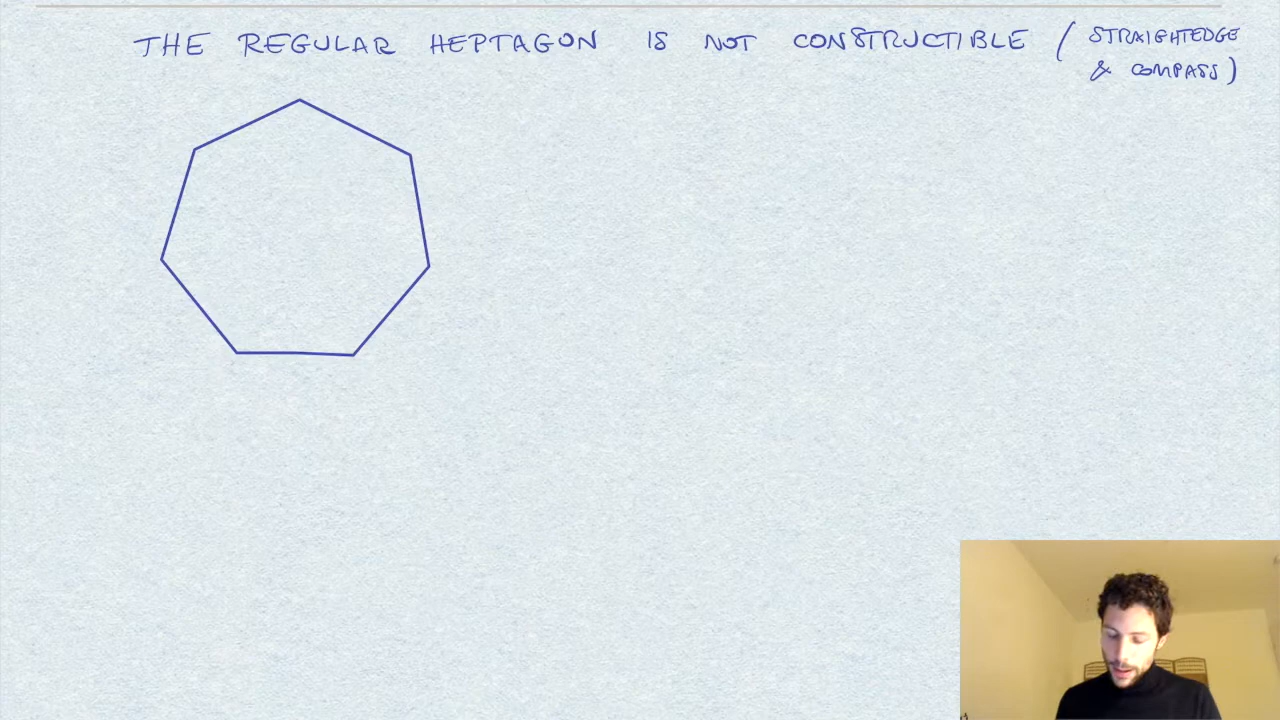 THE REGULAR HEPTAGON IS NOT CONSTRUCTIBLE (STRAIGHTEDGE
& COMPASS)